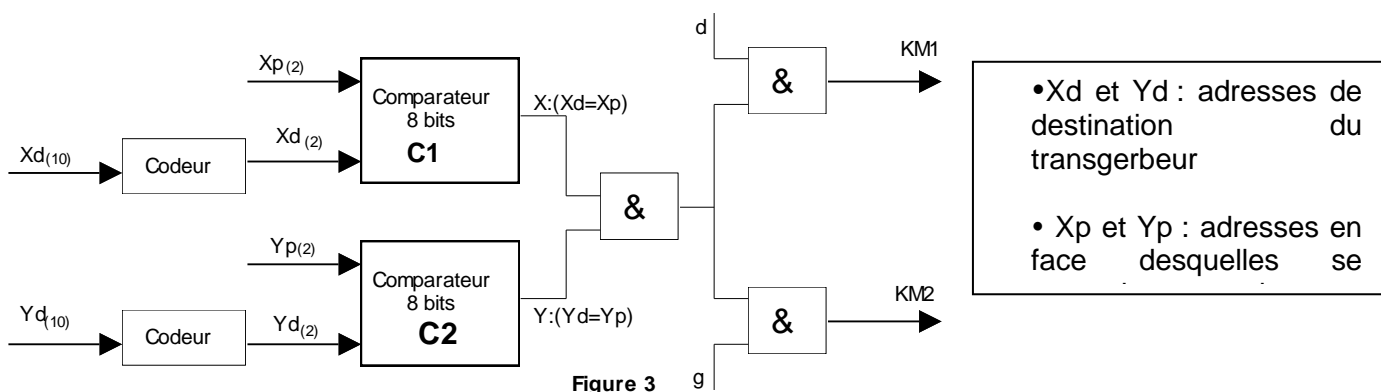 d
KM1
Xp(2)
&
Comparateur
8 bits
C1
X:(Xd=Xp)
Xd(10)
Codeur
Xd(2)
&
Yp(2)
Comparateur
8 bits
C2
Y:(Yd=Yp)
Yd(10)
Codeur
Yd(2)
KM2
&
g
Figure 3
•Xd et Yd : adresses de
destination du
transgerbeur
• Xp et Yp : adresses en
face desquelles se